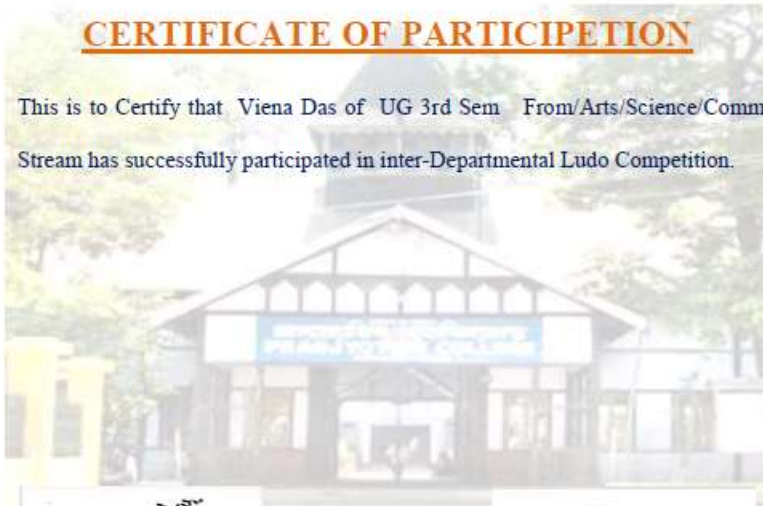 CERTIFICATE OF PARTICIPETION
This is to Certify that Viena Das of UG 3rd Sem From/Arts/Science/Comm
Stream has successfully participated in inter-Departmental Ludo Competition.
COLLEGE